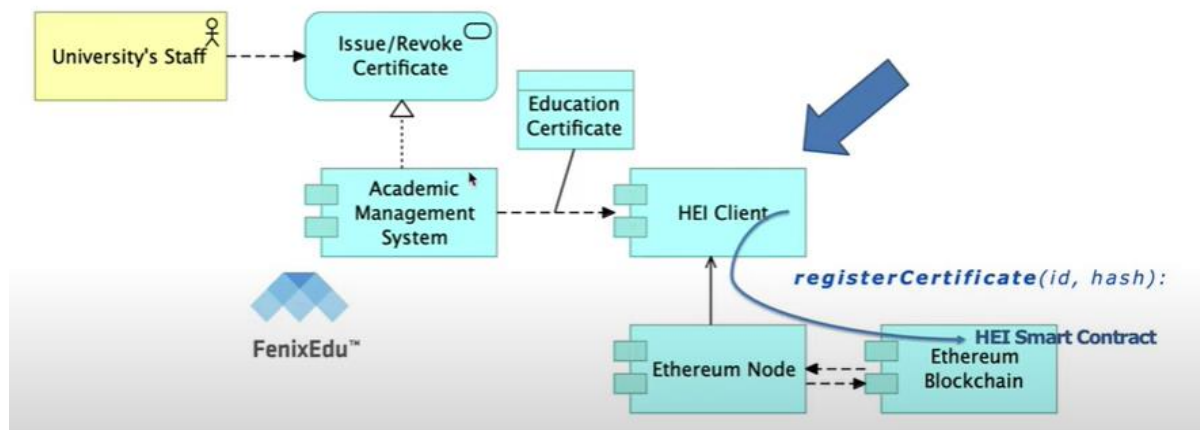 University's Staff
Issue/Revoke
Certificate
Education
Certificate
Academic
Management
System
HEI Client
FenixEdu™
registerCertificate(id, hash):
HEI Smart Contract
Ethereum Node
Ethereum
Blockchain